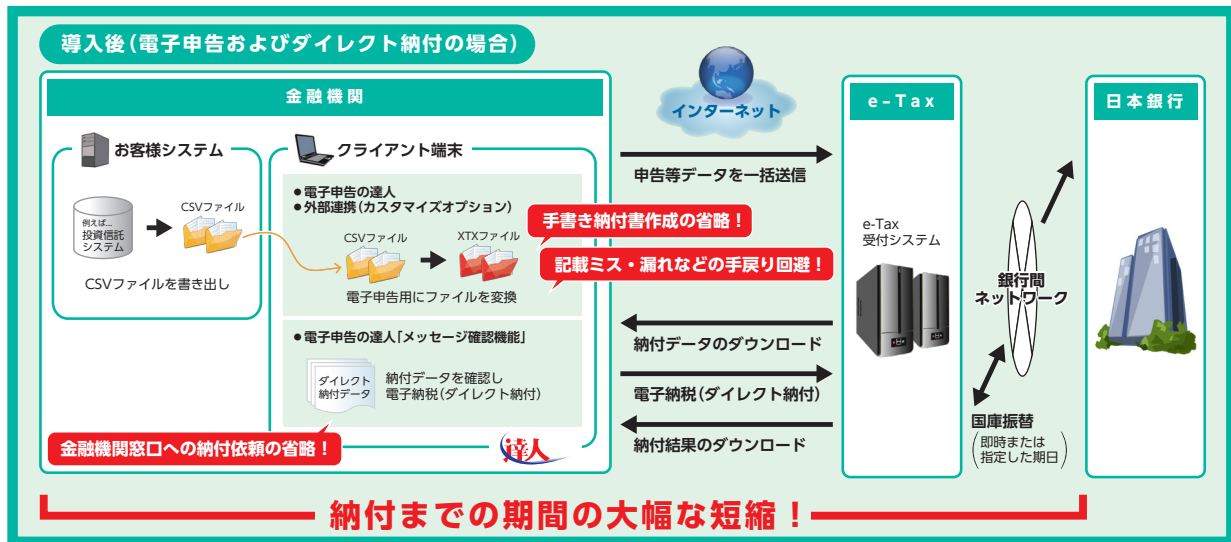 導入後(電子申告およびダイレクト納付の場合)
金融機関
お客様システム
例えば…
投資信託
システム
CSVファイル
CSVファイルを書き出し
クライアント端末
●電子申告の達人
●外部連携(カスタマイズオプション)
CSVファイル
XTXファイル
電子申告用にファイルを変換
手書き納付書作成の省略!
記載ミス・漏れなどの手戻り回避!
●電子申告の達人「メッセージ確認機能」
ダイレクト
納付データ
納付データを確認し
電子納税(ダイレクト納付)
金融機関窓口への納付依頼の省略!
達人
インターネット
申告等データを一括送信
納付データのダウンロード
電子納税(ダイレクト納付)
納付結果のダウンロード
e-Tax
e-Tax
受付システム
銀行間
ネットワーク
国庫振替
(即時または
指定した期日)
日本銀行
納付までの期間の大幅な短縮!